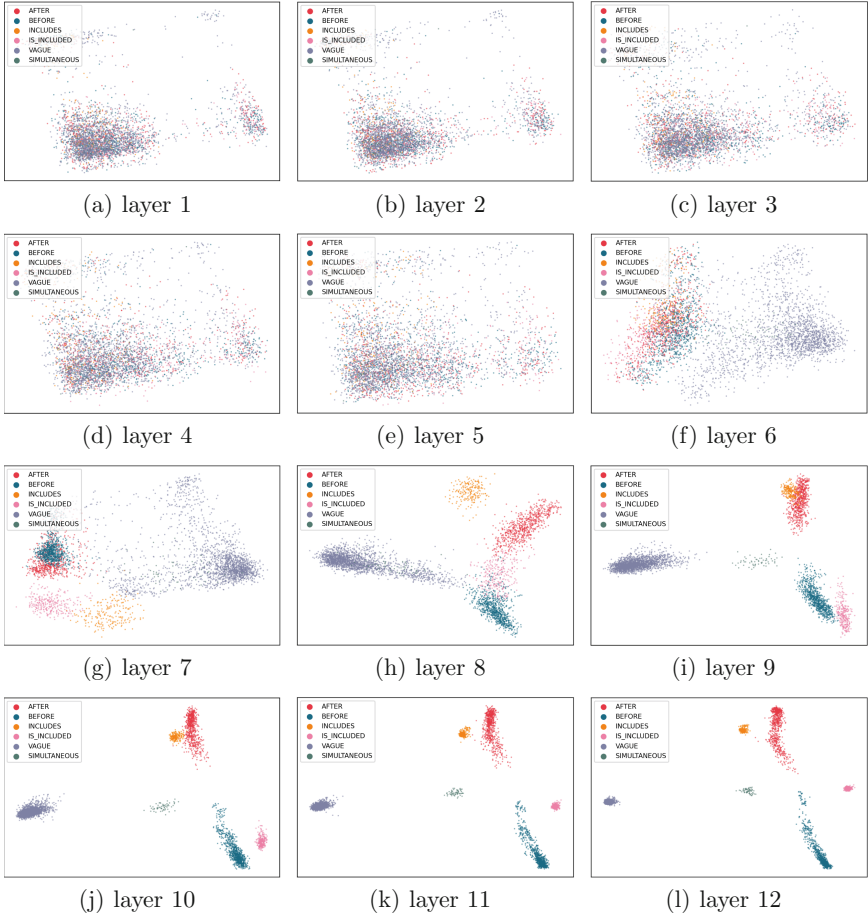 AFTER
BEFORE
INCLUDES
IS_INCLUDED
VAGUE
SIMULTANEOUS
AFTER
BEFORE
INCLUDES
IS_INCLUDED
VAGUE
SIMULTANEOUS
AFTER
BEFORE
INCLUDES
IS_INCLUDED
VAGUE
SIMULTANEOUS
(a) layer 1
(b) layer 2
(c) layer 3
AFTER
BEFORE
INCLUDES
IS_INCLUDED
VAGUE
SIMULTANEOUS
AFTER
BEFORE
INCLUDES
IS_INCLUDED
VAGUE
SIMULTANEOUS
AFTER
BEFORE
INCLUDES
IS_INCLUDED
VAGUE
SIMULTANEOUS
(d) layer 4
(e) layer 5
(f) layer 6
AFTER
BEFORE
INCLUDES
IS_INCLUDED
VAGUE
SIMULTANEOUS
AFTER
BEFORE
INCLUDES
IS_INCLUDED
VAGUE
SIMULTANEOUS
AFTER
BEFORE
INCLUDES
IS_INCLUDED
VAGUE
SIMULTANEOUS
(g) layer 7
(h) layer 8
(i) layer 9
AFTER
BEFORE
INCLUDES
IS_INCLUDED
VAGUE
SIMULTANEOUS
AFTER
BEFORE
INCLUDES
IS_INCLUDED
VAGUE
SIMULTANEOUS
AFTER
BEFORE
INCLUDES
IS_INCLUDED
VAGUE
SIMULTANEOUS
(j) layer 10
(k) layer 11
(l) layer 12